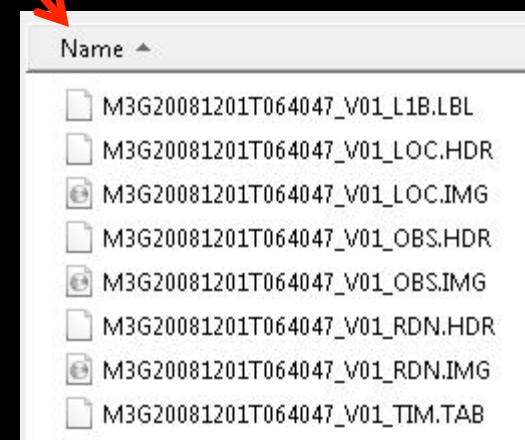 Name
M3G20081201T064047_V01_L1B.LBL
M3G20081201T064047_V01_LOC.HDR
M3G20081201T064047_V01_LOC.IMG
M3G20081201T064047_V01_OBS.HDR
M3G20081201T064047_V01_OBS.IMG
M3G20081201T064047_V01_RDN.HDR
M3G20081201T064047_V01_RDN.IMG
M3G20081201T064047_V01_TIM.TAB